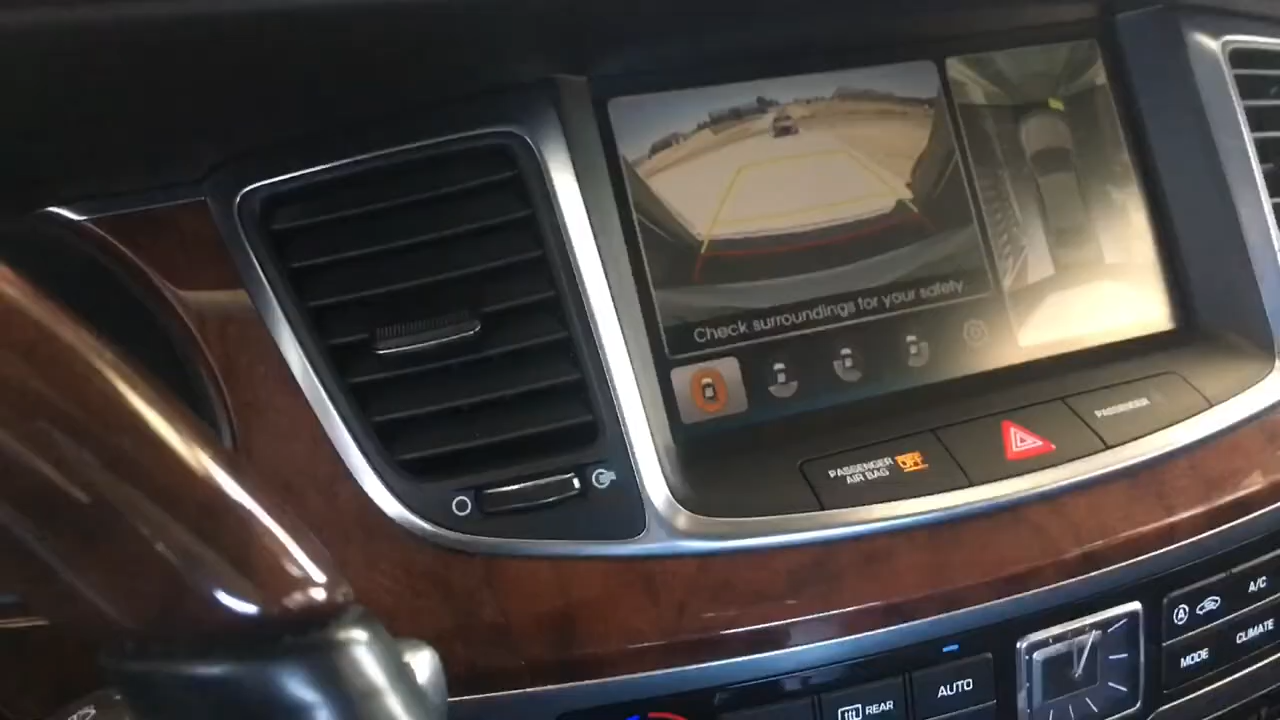 Check surroundings for your safety
PASSENGER
AIR BAG
OFF
PASSENGER
A/C
MODE
CLIMATE
AUTO
REAR
A